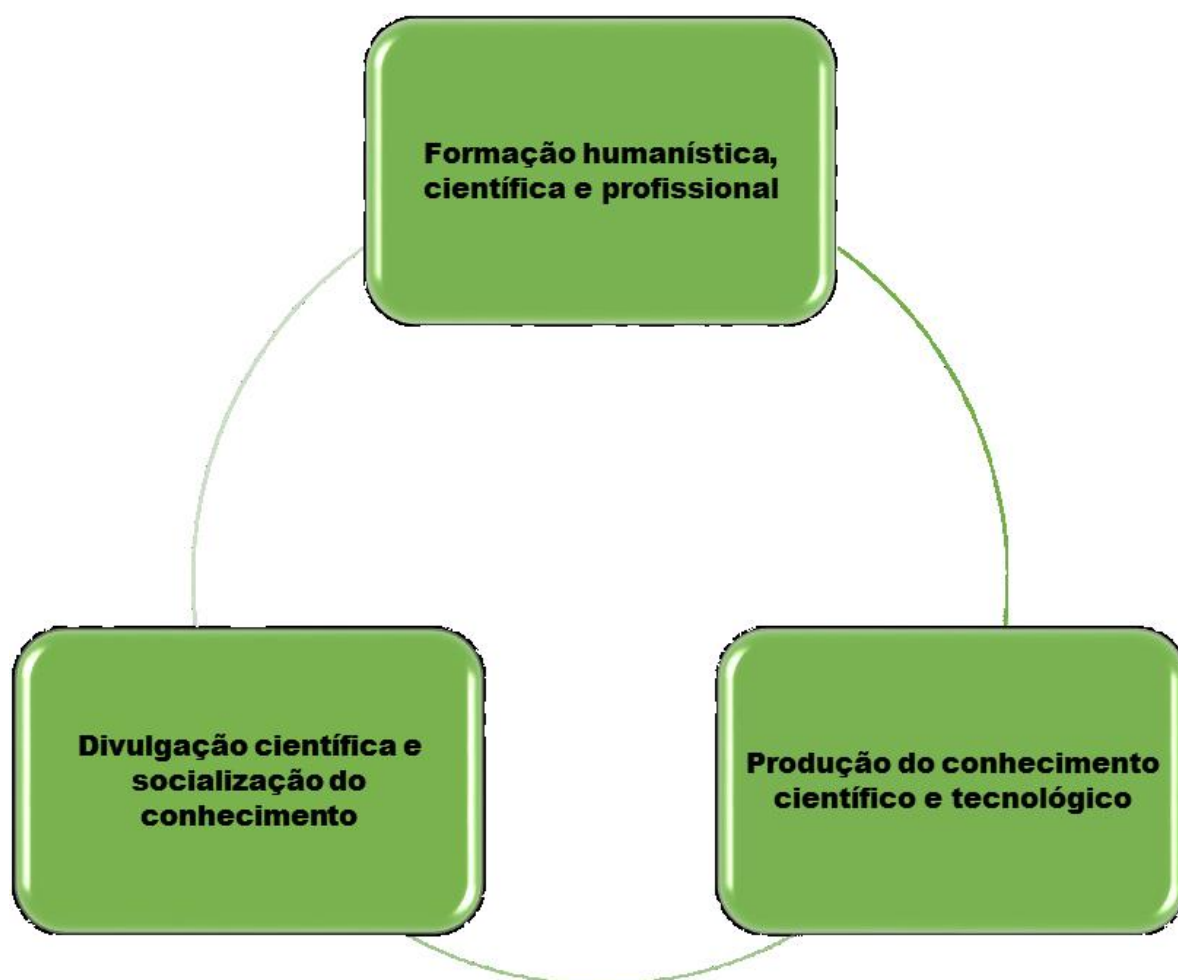 Formação humanística,
científica e profissional
Divulgação científica e
socialização do
conhecimento
Produção do conhecimento
científico e tecnológico